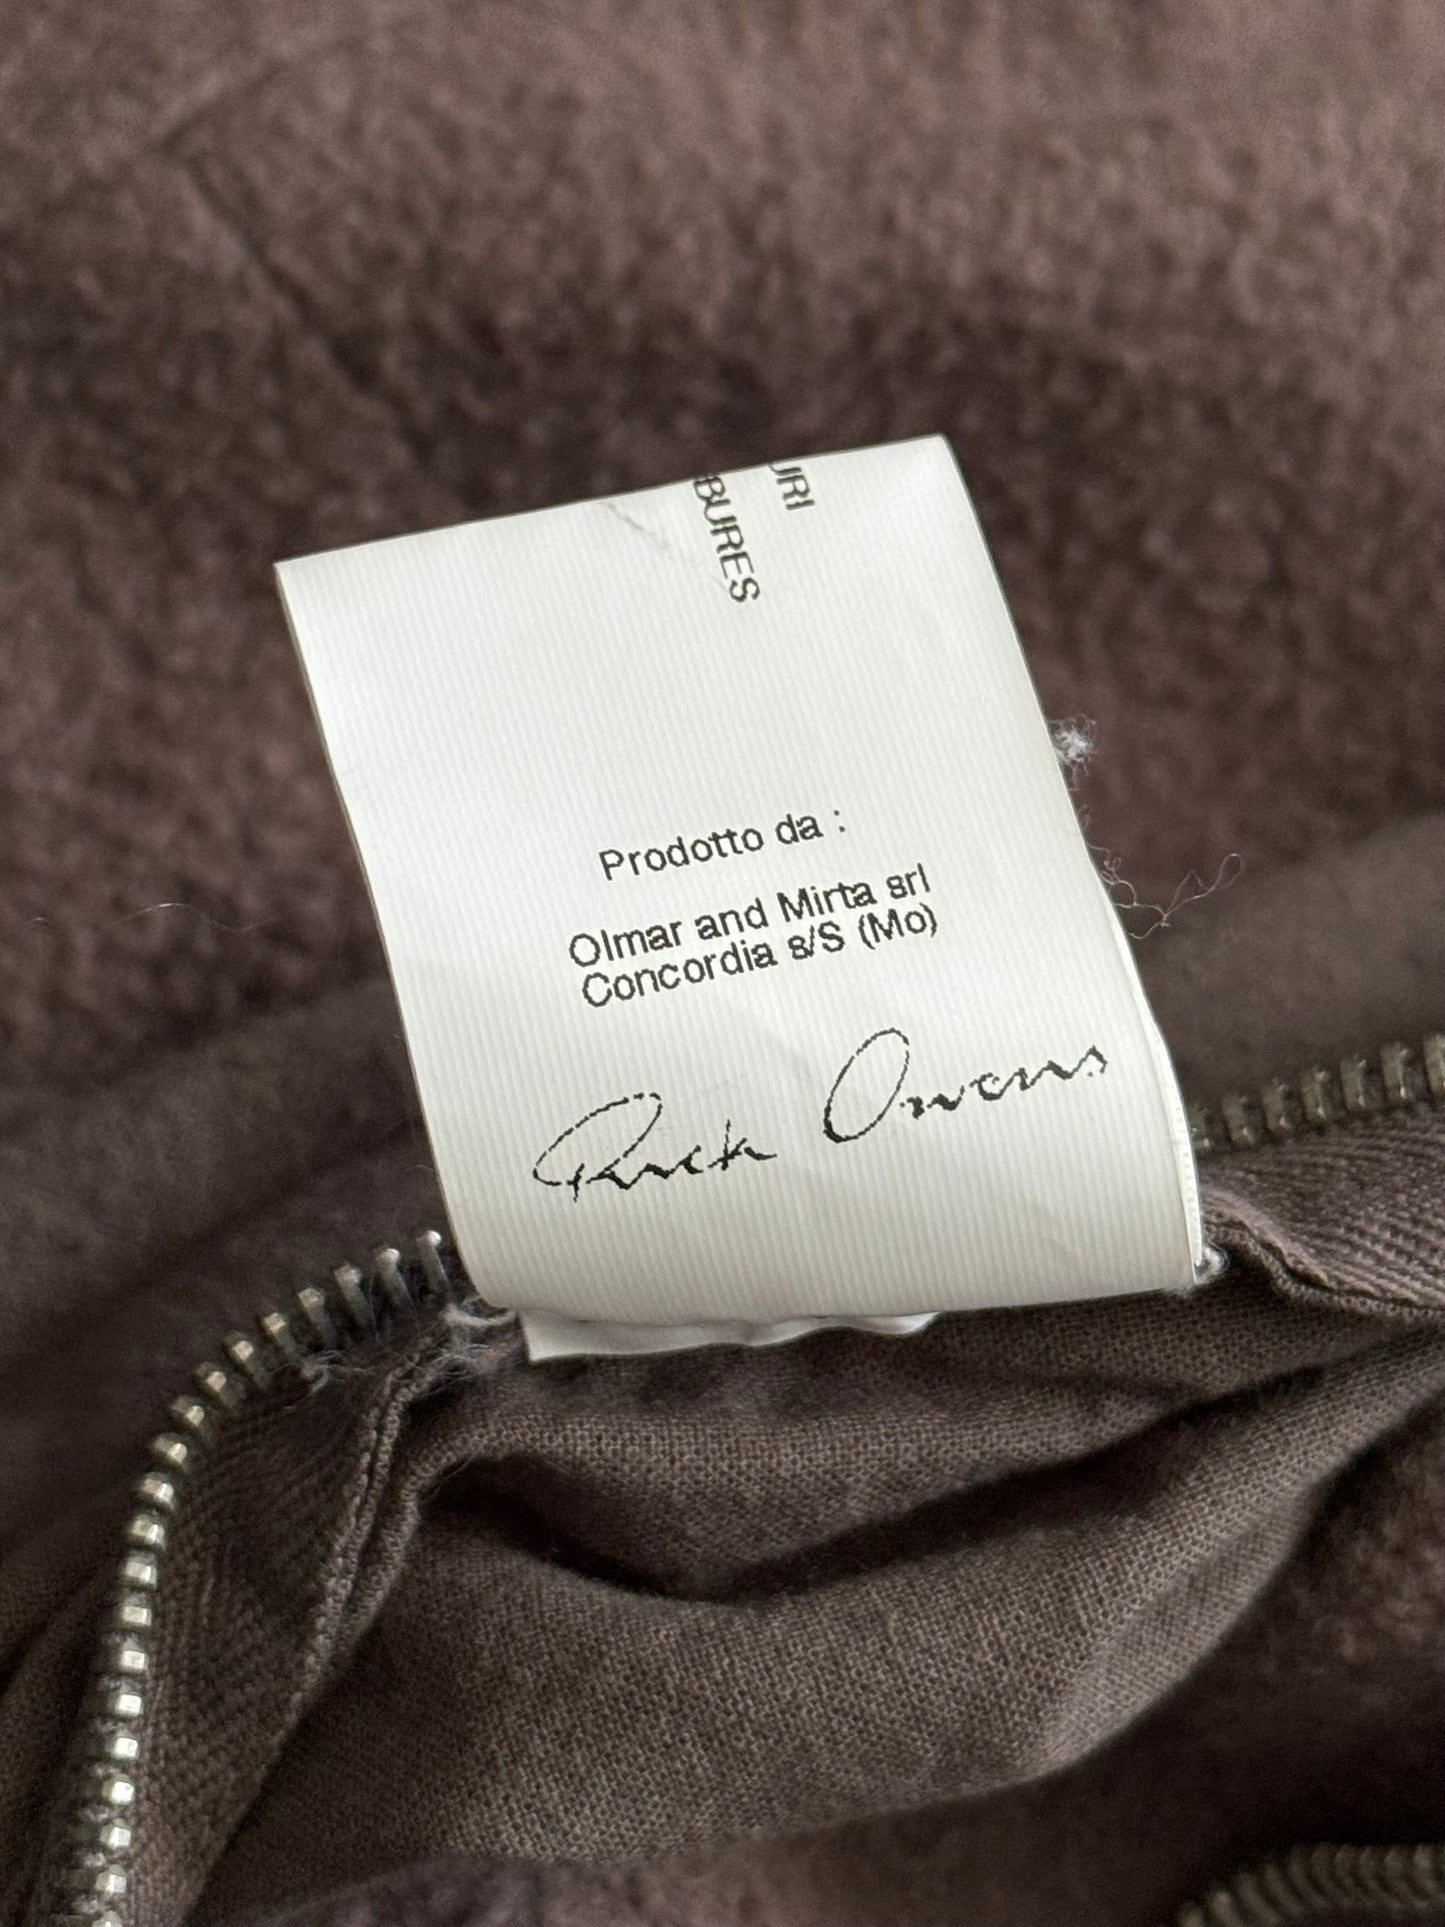 URI
BURES
Prodotto da :
Olmar and Mirta srl
Concordia s/S (Mo)
Rick Owens